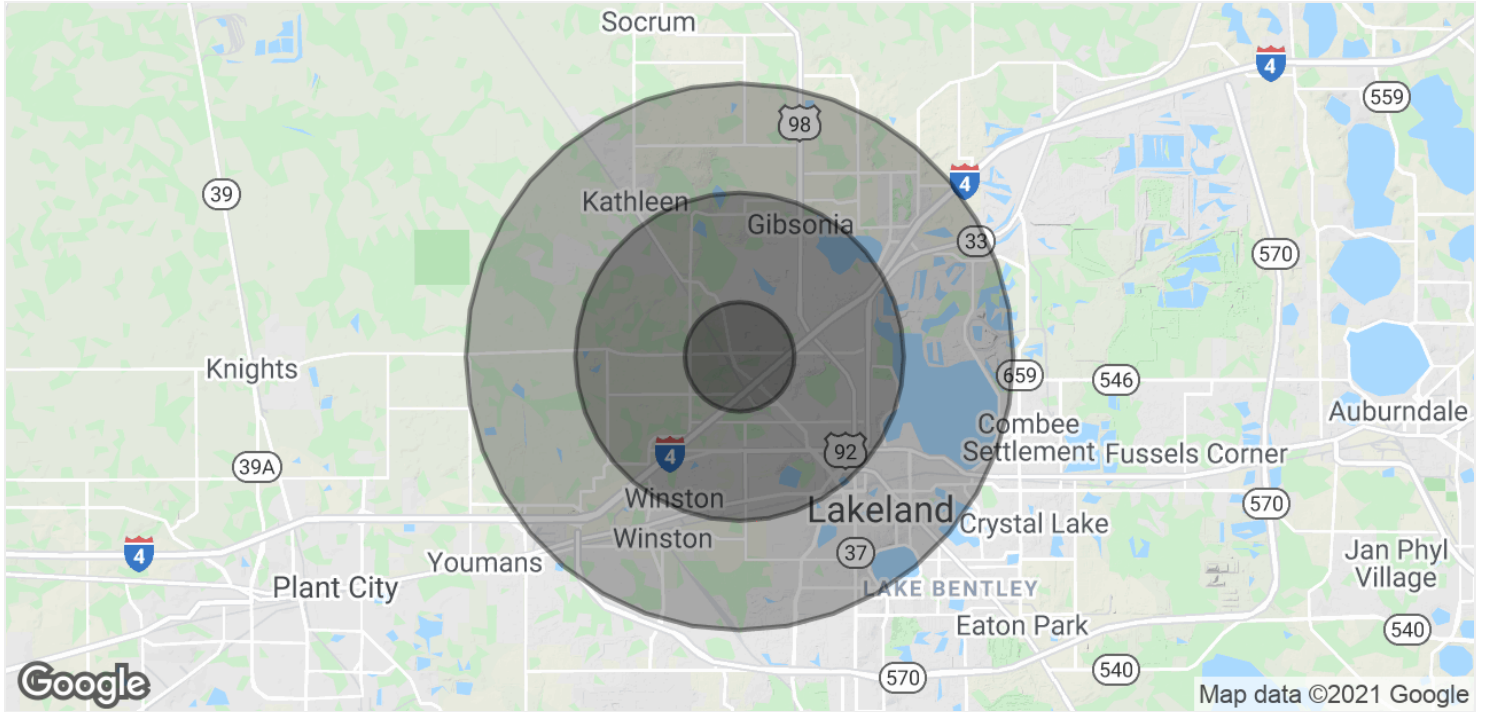 Socrum
4
559
98
4
39
Kathleen
Gibsonia
33
570
Knights
659
546
Auburndale
Combee
Settlement
Fussels Corner
92
4
39A
Winston
570
Lakeland
Crystal Lake
Winston
37
4
Youmans
Jan Phyl
Village
Plant City
LAKE BENTLEY
Eaton Park
540
570
540
Google
Map data ©2021 Google